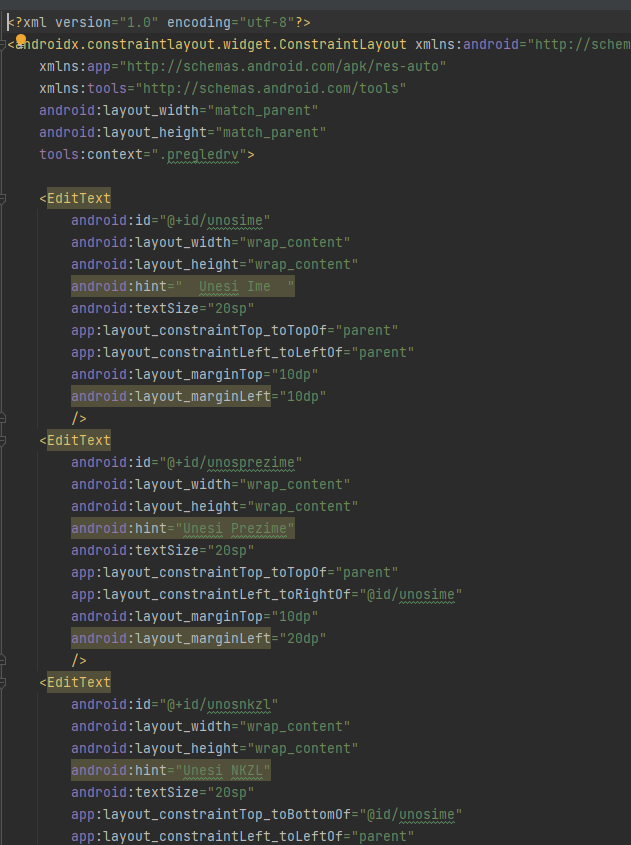 <?xml version="1.0" encoding="utf-8"?>
<androidx.constraintlayout.widget.ConstraintLayout xmlns:android="http://schem
    xmlns:app="http://schemas.android.com/apk/res-auto"
    xmlns:tools="http://schemas.android.com/tools"
    android:layout_width="match_parent"
    android:layout_height="match_parent"
    tools:context=".pregledrv">

    <EditText
        android:id="@+id/unosime"
        android:layout_width="wrap_content"
        android:layout_height="wrap_content"
        android:hint="  Unesi Ime  "
        android:textSize="20sp"
        app:layout_constraintTop_toTopOf="parent"
        app:layout_constraintLeft_toLeftOf="parent"
        android:layout_marginTop="10dp"
        android:layout_marginLeft="10dp"
        />
    <EditText
        android:id="@+id/unosprezime"
        android:layout_width="wrap_content"
        android:layout_height="wrap_content"
        android:hint="Unesi Prezime"
        android:textSize="20sp"
        app:layout_constraintTop_toTopOf="parent"
        app:layout_constraintLeft_toRightOf="@id/unosime"
        android:layout_marginTop="10dp"
        android:layout_marginLeft="20dp"
        />
    <EditText
        android:id="@+id/unosnkzl"
        android:layout_width="wrap_content"
        android:layout_height="wrap_content"
        android:hint="Unesi NKZL"
        android:textSize="20sp"
        app:layout_constraintTop_toBottomOf="@id/unosime"
        app:layout_constraintLeft_toLeftOf="parent"